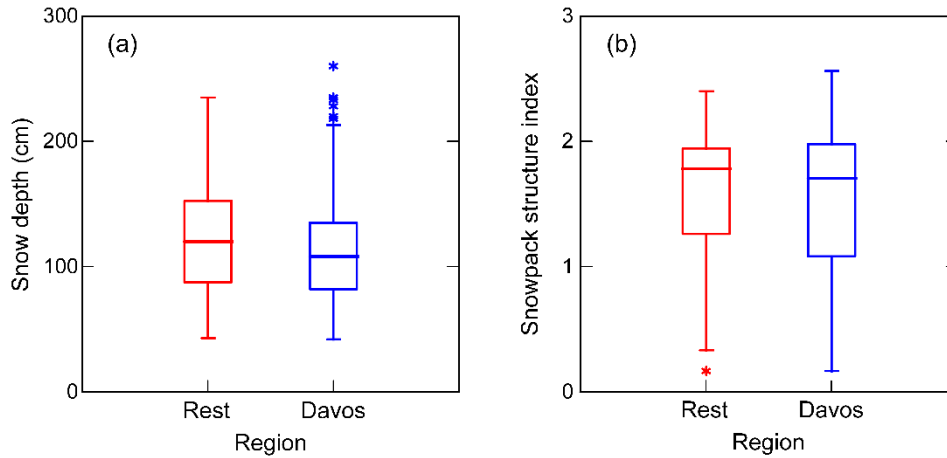 (a)
Snow depth (cm)
300
200
100
0
Rest Davos
Region
(b)
Snowpack structure index
3
2
1
0
Rest Davos
Region